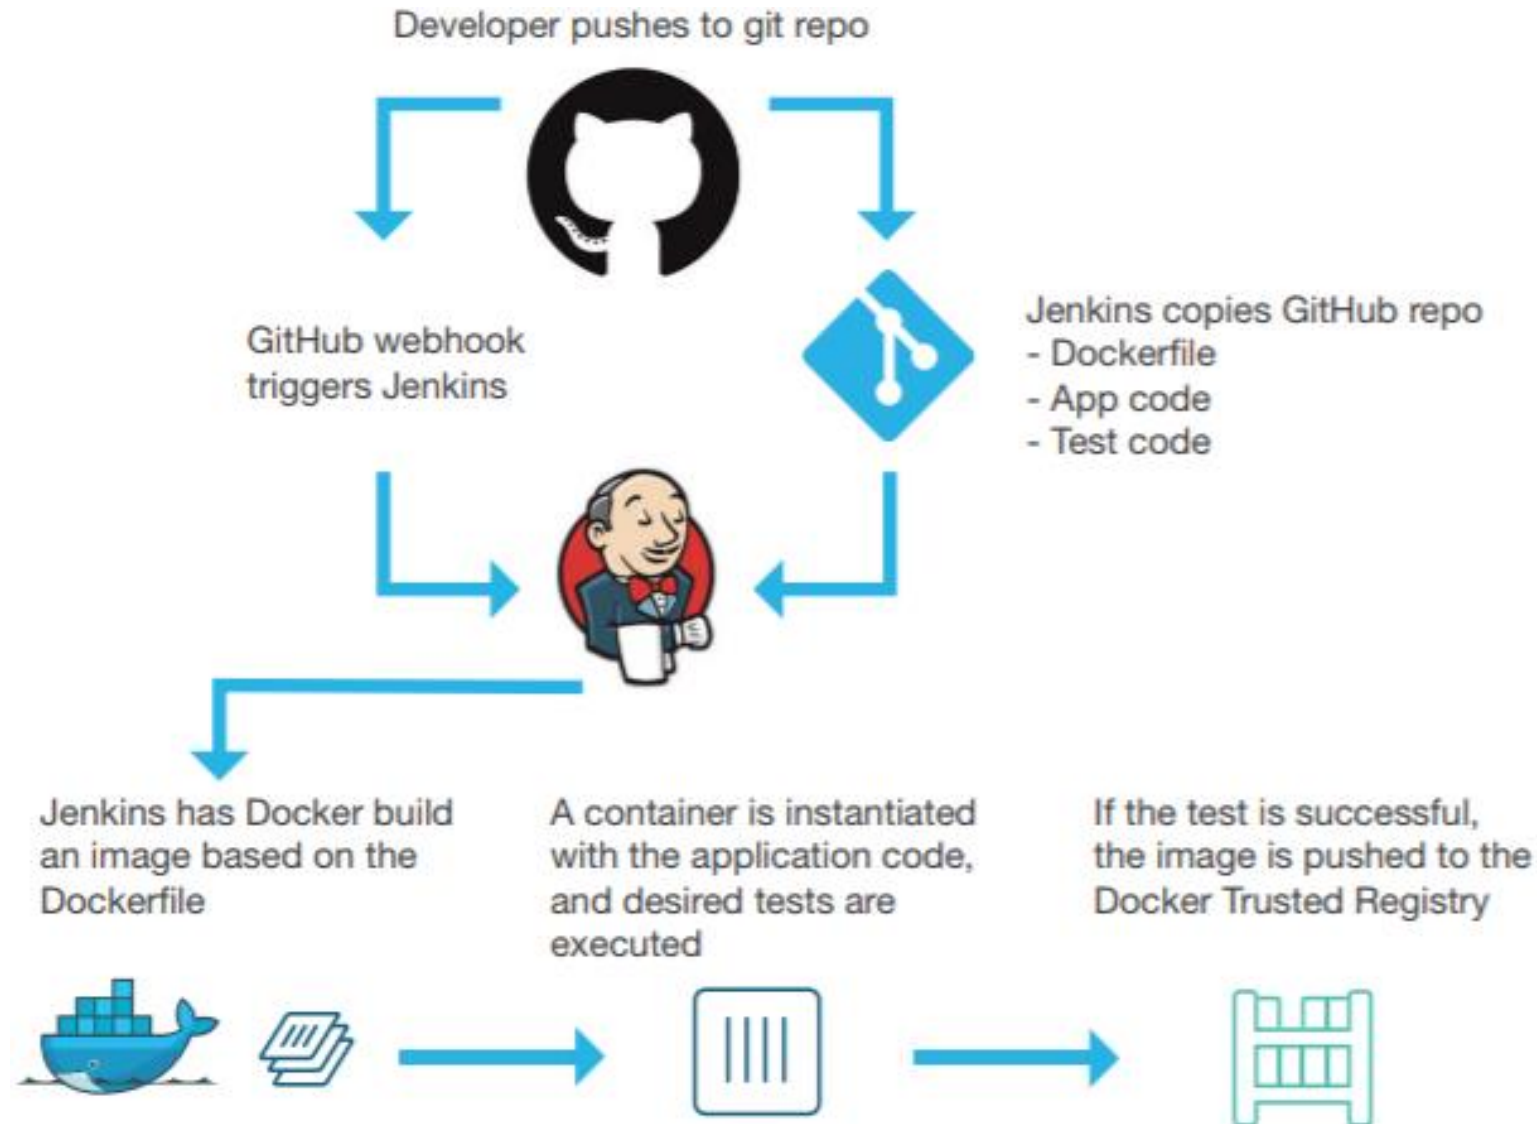 Developer pushes to git repo
GitHub webhook
triggers Jenkins
Jenkins copies GitHub repo
- Dockerfile
- App code
- Test code
Jenkins has Docker build
an image based on the
Dockerfile
A container is instantiated
with the application code,
and desired tests are
executed
If the test is successful,
the image is pushed to the
Docker Trusted Registry